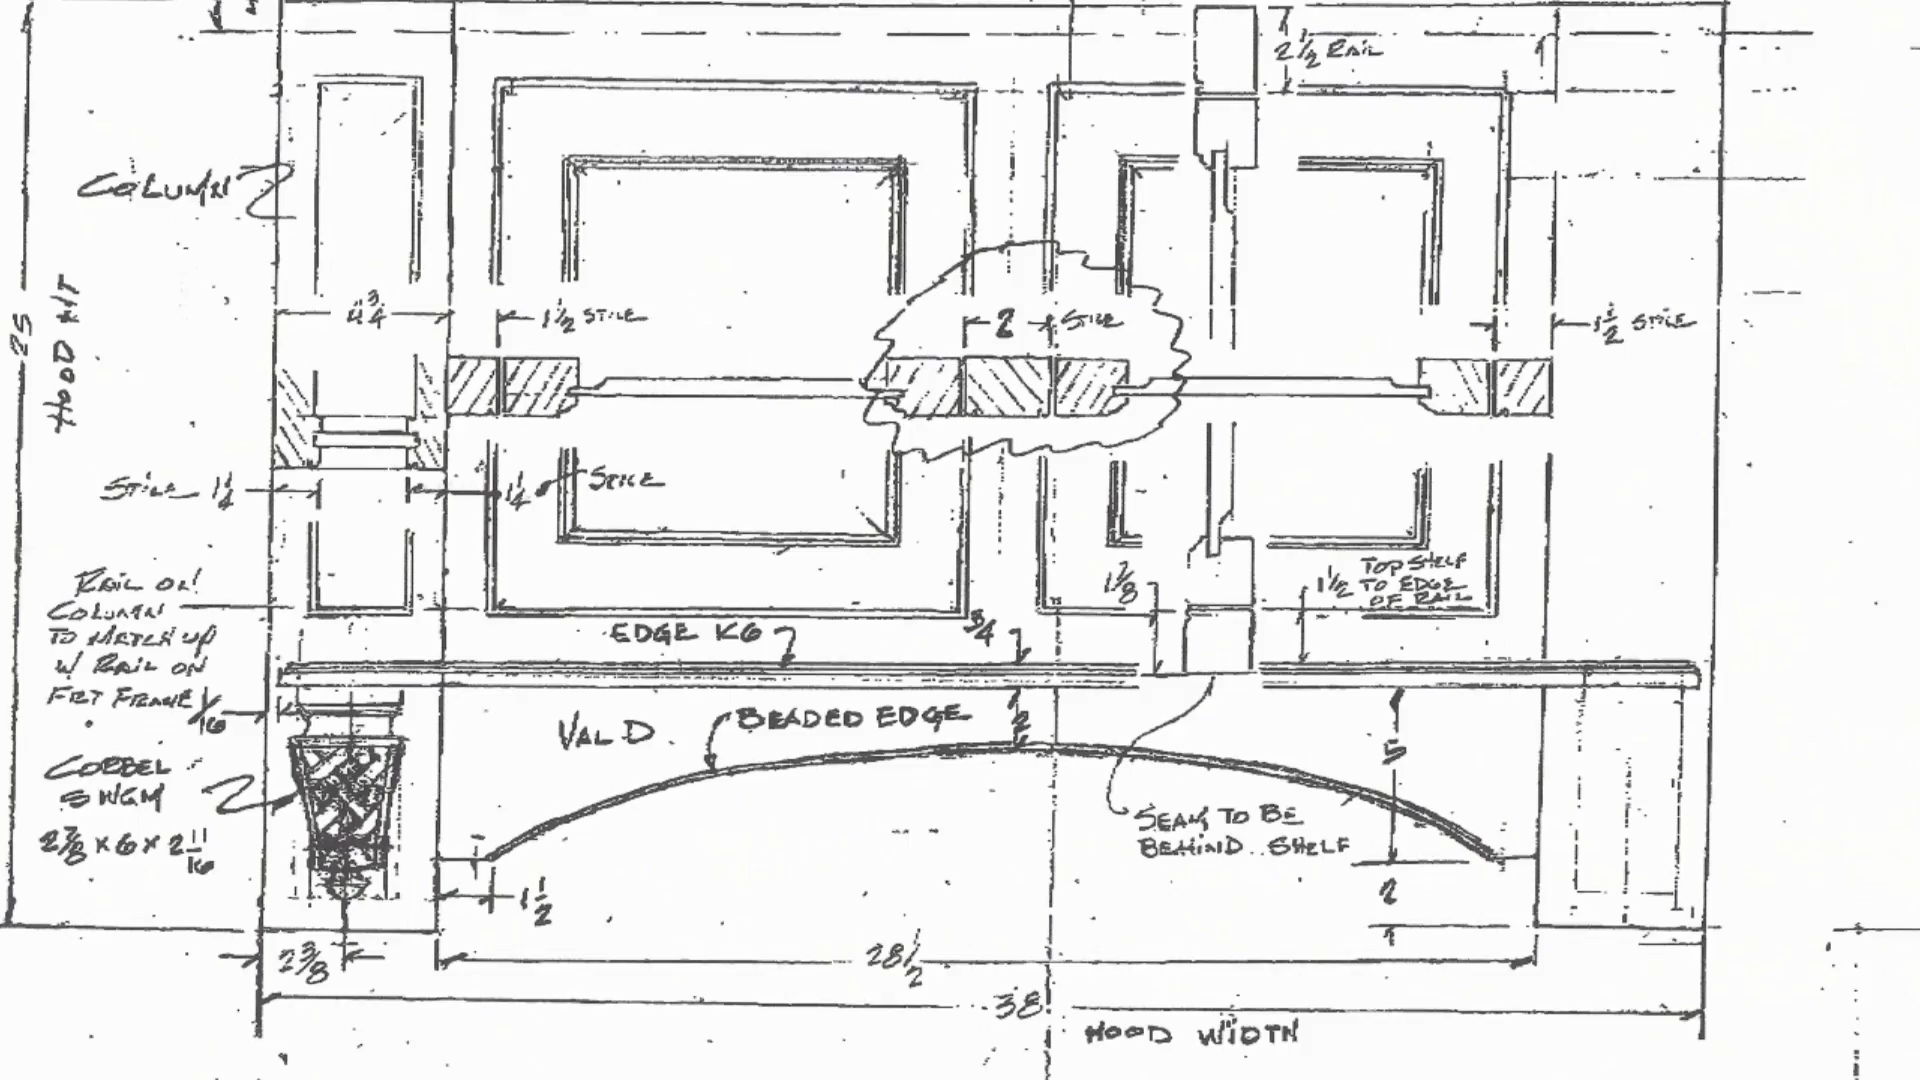 2 1/2 RAIL
COLUMN
4 3/4
1 1/2 STILE
2 STILE
1 1/2 STILE
25
HOOD H/T
STILE 1 1/4
1 1/4 STILE
RAIL ON
COLUMN
TO MATCH UP
W/ RAIL ON
FRT FRAME
1/16
1 7/8
1 1/2 TOP SHELF
TO EDGE
OF RAIL
EDGE K6
3/4
VAL D
BEADED EDGE
2
5
CORBEL
SWGM
2 7/8 x 6 x 2 11/16
SEAM TO BE
BEHIND SHELF
1
1 1/2
2
2 3/8
28 1/2
38
HOOD WIDTH